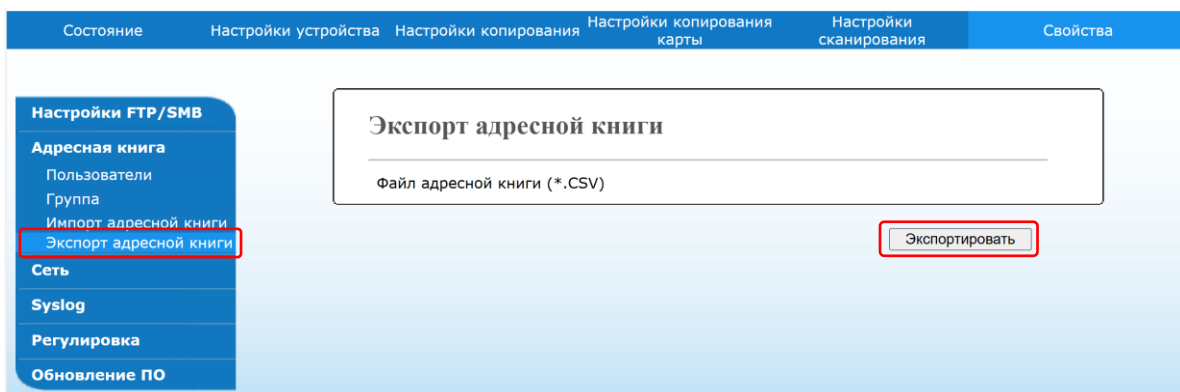 Состояние
Настройки устройства
Настройки копирования
Настройки копирования
карты
Настройки
сканирования
Свойства
Настройки FTP/SMB
Адресная книга
Пользователи
Группа
Импорт адресной книги
Экспорт адресной книги
Сеть
Syslog
Регулировка
Обновление ПО
Экспорт адресной книги
Файл адресной книги (*.CSV)
Экспортировать